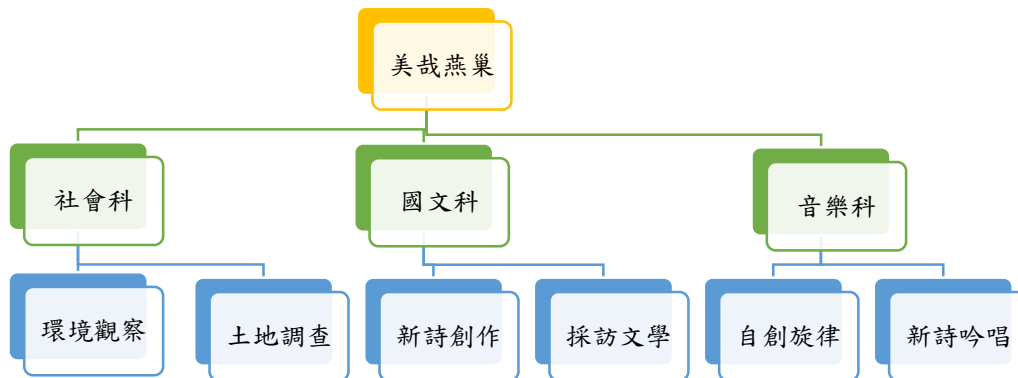 美哉燕巢
社會科
國文科
音樂科
環境觀察
土地調查
新詩創作
採訪文學
自創旋律
新詩吟唱